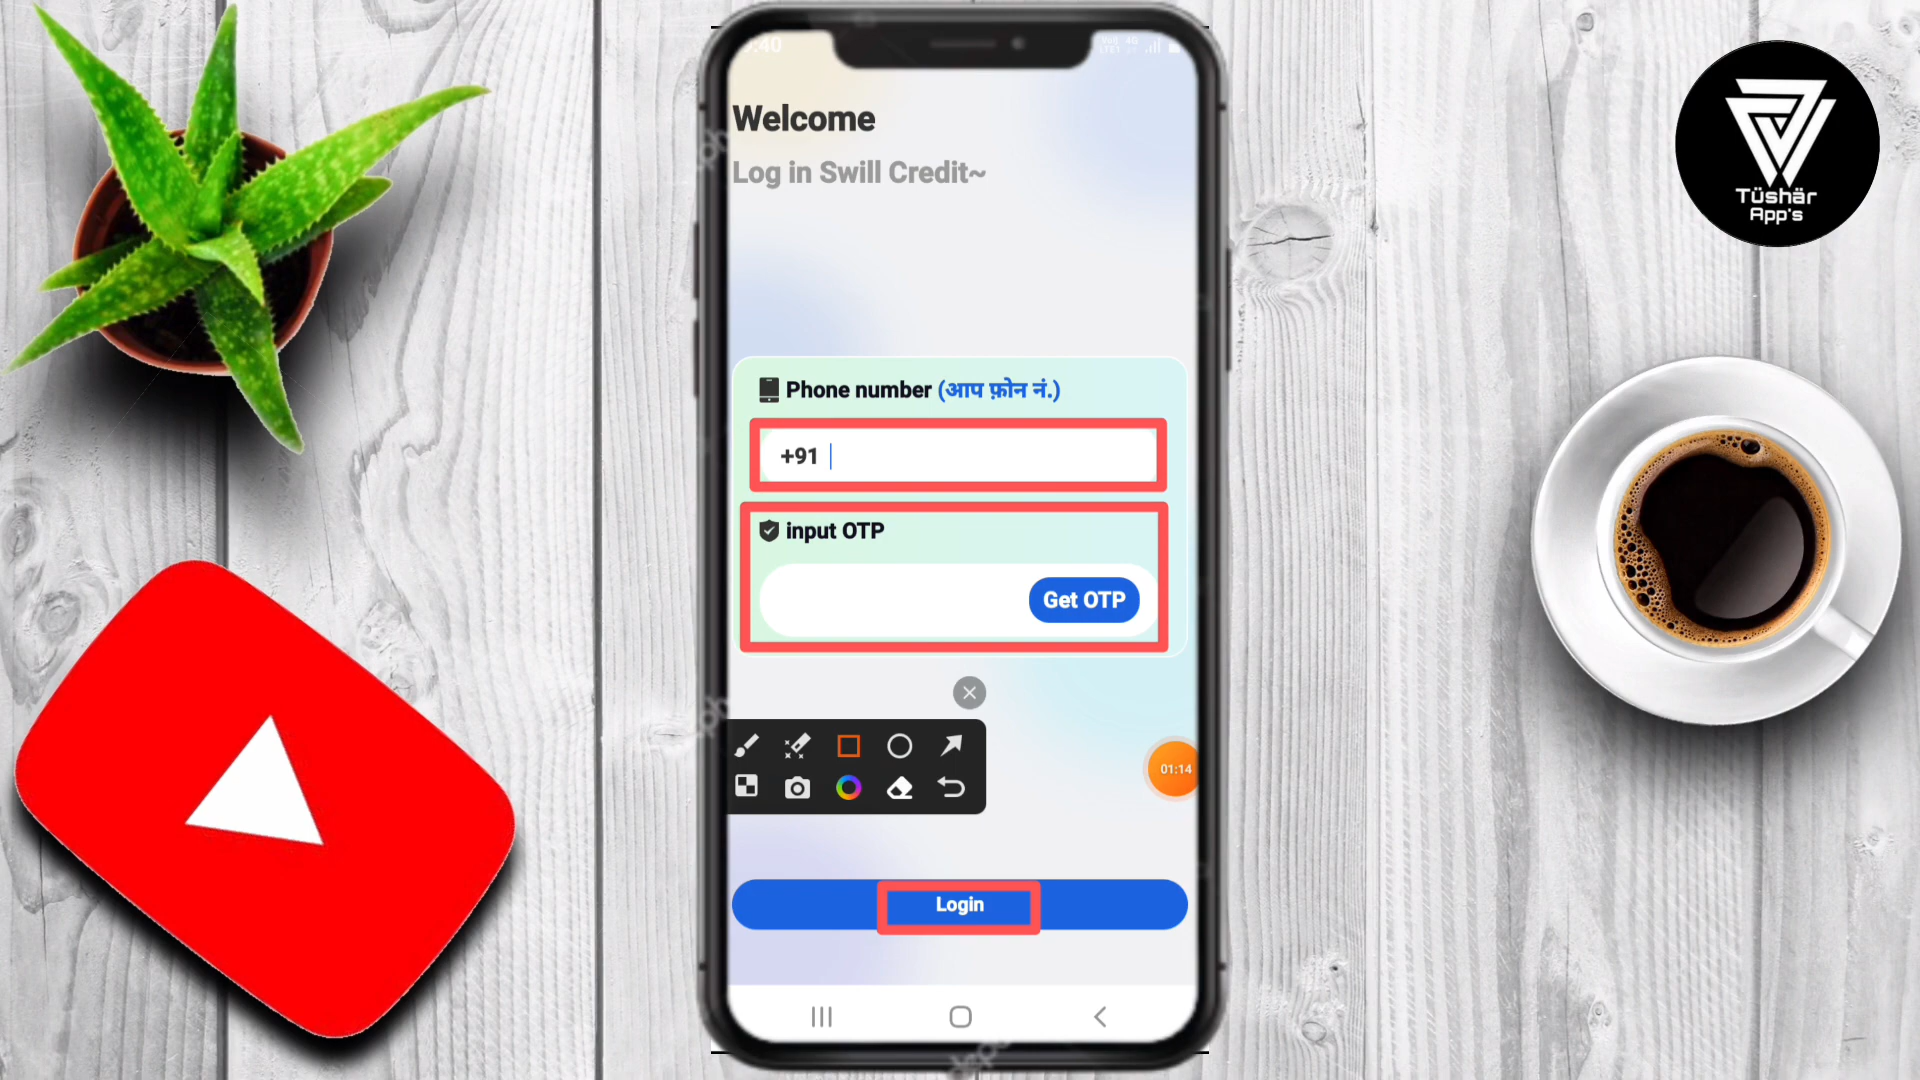 Welcome
Log in Swill Credit~
Phone number (आप फ़ोन नं.)
+91
input OTP
Get OTP
01:14
Login
Tüshär
App's